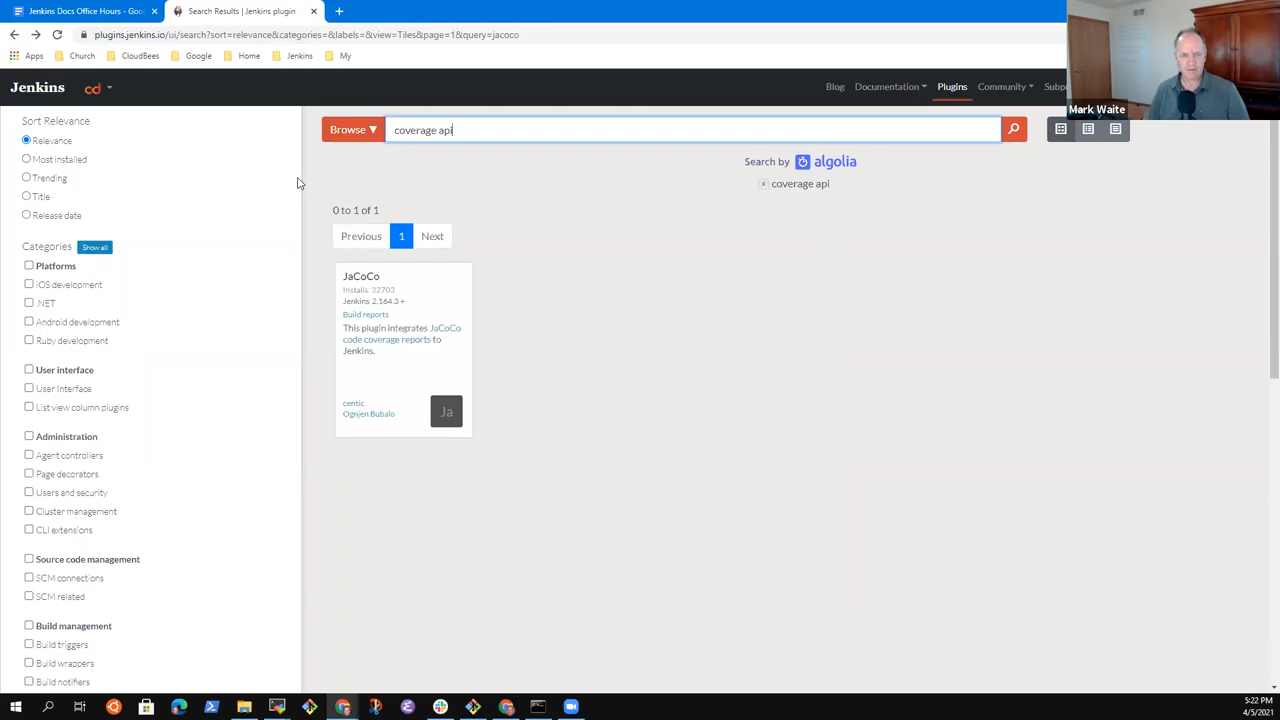 Jenkins Docs Office Hours - Goo
Search Results | Jenkins plugin
plugins.jenkins.io/ui/search?sort=relevance&categories=&labels=&view=Tiles&page=1&query=jacoco
Apps
Church
CloudBees
Google
Home
Jenkins
My
Mark Waite
Jenkins
cd
Blog
Documentation
Plugins
Community
Supp
Sort Relevance
Relevance
Most installed
Trending
Title
Release date
Categories
Show all
Platforms
iOS development
.NET
Android development
Ruby development
User interface
User Interface
List view column plugins
Administration
Agent controllers
Page decorators
Users and security
Cluster management
CLI extensions
Source code management
SCM connections
SCM related
Build management
Build triggers
Build wrappers
Build notifiers
Browse ▼
coverage api
Search by algolia
x coverage api
0 to 1 of 1
Previous
1
Next
JaCoCo
Installs: 22703
Jenkins 2.164.3 +
Build reports
This plugin integrates JaCoCo
code coverage reports to
Jenkins.
centic
Ognjen Bubalo
Ja
5:22 PM
4/5/2021